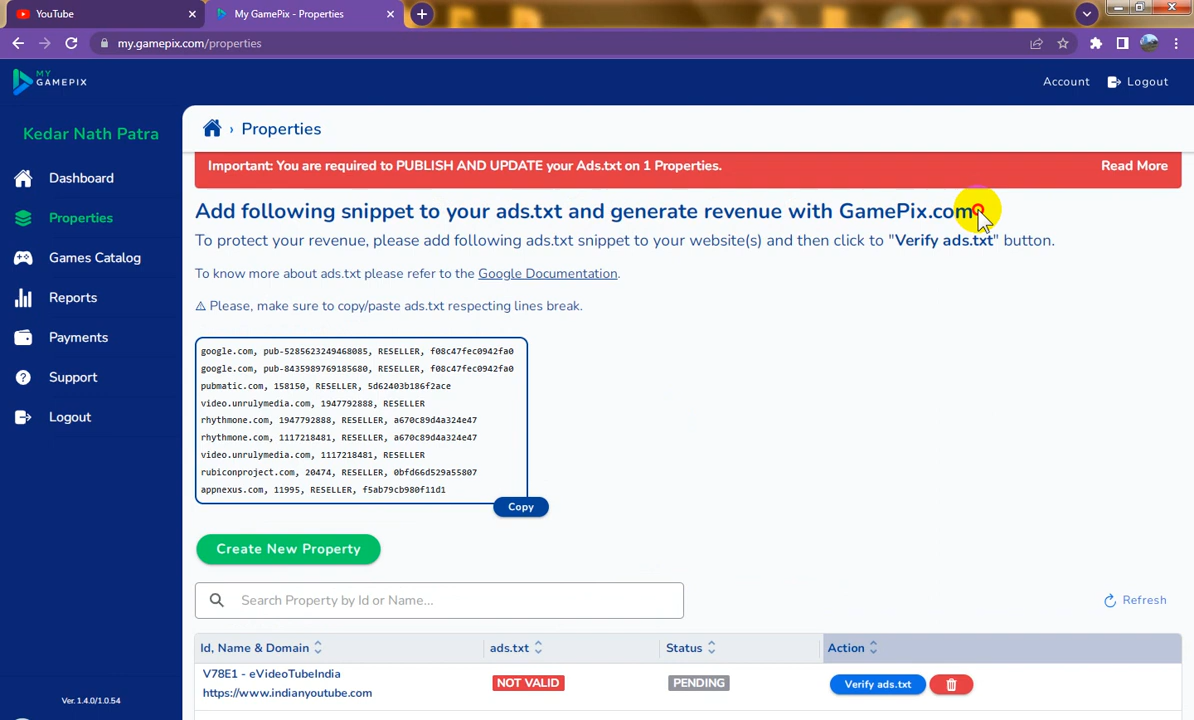 YouTube
My GamePix - Properties
my.gamepix.com/properties
MY
GAMEPIX
Account
Logout
Kedar Nath Patra
Dashboard
Properties
Games Catalog
Reports
Payments
Support
Logout
Ver. 1.4.0/1.0.54
› Properties
Important: You are required to PUBLISH AND UPDATE your Ads.txt on 1 Properties.
Read More
Add following snippet to your ads.txt and generate revenue with GamePix.com
To protect your revenue, please add following ads.txt snippet to your website(s) and then click to "Verify ads.txt" button.
To know more about ads.txt please refer to the Google Documentation.
⚠ Please, make sure to copy/paste ads.txt respecting lines break.
google.com, pub-5285623249468085, RESELLER, f08c47fec0942fa0
google.com, pub-8435989769185680, RESELLER, f08c47fec0942fa0
pubmatic.com, 158150, RESELLER, 5d62403b186f2ace
video.unrulymedia.com, 1947792888, RESELLER
rhythmone.com, 1947792888, RESELLER, a670c89d4a324e47
rhythmone.com, 1117218481, RESELLER, a670c89d4a324e47
video.unrulymedia.com, 1117218481, RESELLER
rubiconproject.com, 20474, RESELLER, 0bfd66d529a55807
appnexus.com, 11995, RESELLER, f5ab79cb980f11d1
Copy
Create New Property
Search Property by Id or Name...
Refresh
Id, Name & Domain
ads.txt
Status
Action
V78E1 - eVideoTubeIndia
https://www.indianyoutube.com
NOT VALID
PENDING
Verify ads.txt